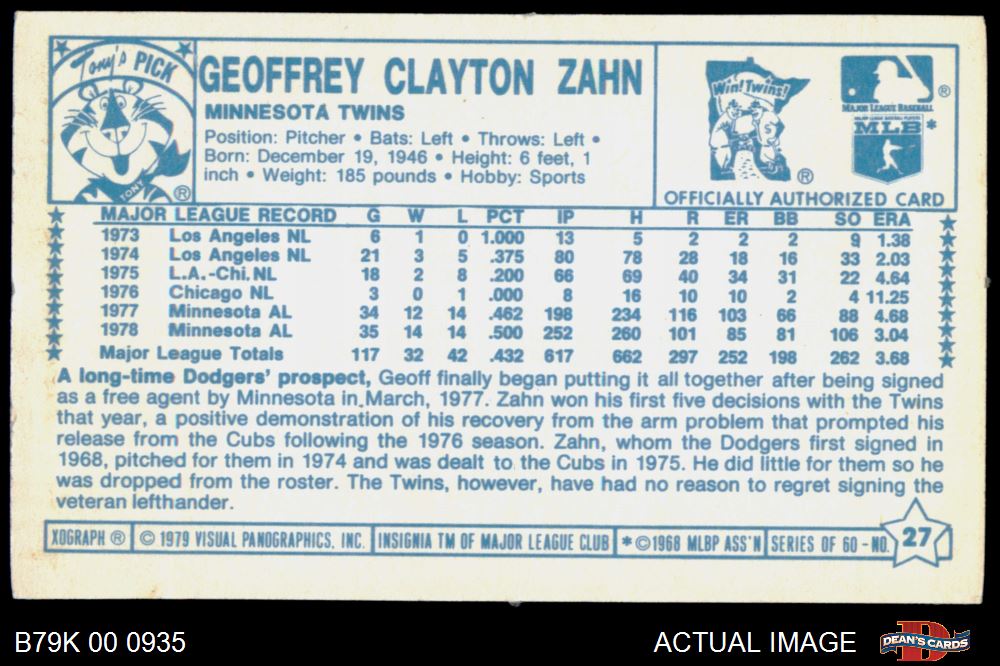 Tony's PICK
TONY ®
GEOFFREY CLAYTON ZAHN
MINNESOTA TWINS
Position: Pitcher • Bats: Left • Throws: Left •
Born: December 19, 1946 • Height: 6 feet, 1
inch • Weight: 185 pounds • Hobby: Sports
Win! Twins!
®
®
MAJOR LEAGUE BASEBALL
MAJOR LEAGUE BASEBALL PLAYERS
MLB *
OFFICIALLY AUTHORIZED CARD
MAJOR LEAGUE RECORD G W L PCT IP H R ER BB SO ERA
1973 Los Angeles NL 6 1 0 1.000 13 5 2 2 2 9 1.38
1974 Los Angeles NL 21 3 5 .375 80 78 28 18 16 33 2.03
1975 L.A.-Chi. NL 18 2 8 .200 66 69 40 34 31 22 4.64
1976 Chicago NL 3 0 1 .000 8 16 10 10 2 4 11.25
1977 Minnesota AL 34 12 14 .462 198 234 116 103 66 88 4.68
1978 Minnesota AL 35 14 14 .500 252 260 101 85 81 106 3.04
Major League Totals 117 32 42 .432 617 662 297 252 198 262 3.68
A long-time Dodgers' prospect, Geoff finally began putting it all together after being signed
as a free agent by Minnesota in March, 1977. Zahn won his first five decisions with the Twins
that year, a positive demonstration of his recovery from the arm problem that prompted his
release from the Cubs following the 1976 season. Zahn, whom the Dodgers first signed in
1968, pitched for them in 1974 and was dealt to the Cubs in 1975. He did little for them so he
was dropped from the roster. The Twins, however, have had no reason to regret signing the
veteran lefthander.
XOGRAPH ® © 1979 VISUAL PANOGRAPHICS, INC. INSIGNIA TM OF MAJOR LEAGUE CLUB * © 1968 MLBP ASS'N SERIES OF 60 - NO. 27
B79K 00 0935
ACTUAL IMAGE
DEAN'S CARDS